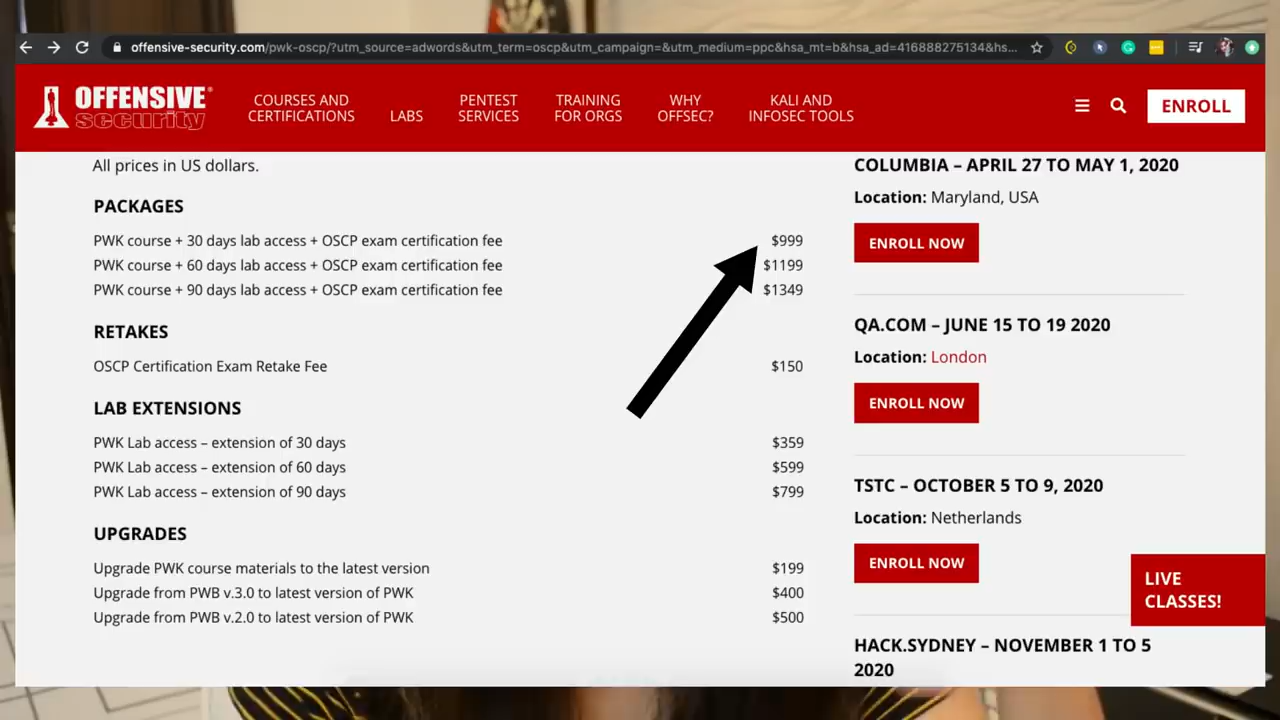 offensive-security.com/pwk-oscp/?utm_source=adwords&utm_term=oscp&utm_campaign=&utm_medium=ppc&hsa_mt=b&hsa_ad=416888275134&hs...
OFFENSIVE
security
COURSES AND
CERTIFICATIONS
LABS
PENTEST
SERVICES
TRAINING
FOR ORGS
WHY
OFFSEC?
KALI AND
INFOSEC TOOLS
ENROLL
All prices in US dollars.
PACKAGES
PWK course + 30 days lab access + OSCP exam certification fee $999
PWK course + 60 days lab access + OSCP exam certification fee $1199
PWK course + 90 days lab access + OSCP exam certification fee $1349
RETAKES
OSCP Certification Exam Retake Fee $150
LAB EXTENSIONS
PWK Lab access – extension of 30 days $359
PWK Lab access – extension of 60 days $599
PWK Lab access – extension of 90 days $799
UPGRADES
Upgrade PWK course materials to the latest version $199
Upgrade from PWB v.3.0 to latest version of PWK $400
Upgrade from PWB v.2.0 to latest version of PWK $500
COLUMBIA – APRIL 27 TO MAY 1, 2020
Location: Maryland, USA
ENROLL NOW
QA.COM – JUNE 15 TO 19 2020
Location: London
ENROLL NOW
TSTC – OCTOBER 5 TO 9, 2020
Location: Netherlands
ENROLL NOW
LIVE
CLASSES!
HACK.SYDNEY – NOVEMBER 1 TO 5
2020